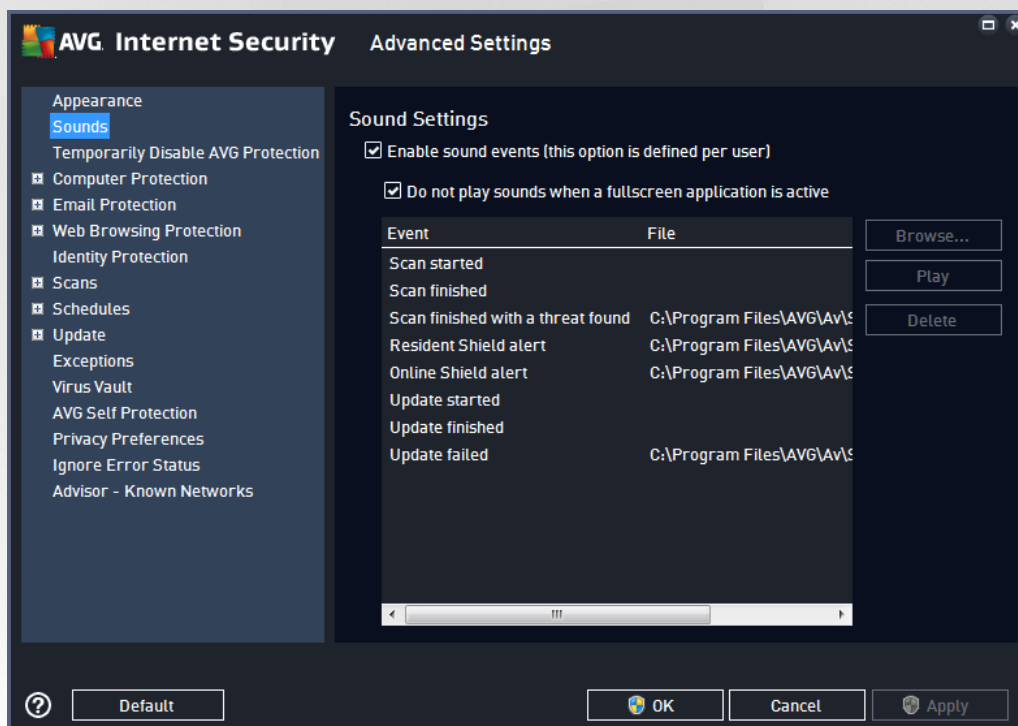 AVG. Internet Security
Advanced Settings
Appearance
Sounds
Temporarily Disable AVG Protection
Computer Protection
Email Protection
Web Browsing Protection
Identity Protection
Scans
Schedules
Update
Exceptions
Virus Vault
AVG Self Protection
Privacy Preferences
Ignore Error Status
Advisor - Known Networks
Sound Settings
Enable sound events (this option is defined per user)
Do not play sounds when a fullscreen application is active
Event File
Scan started
Scan finished
Scan finished with a threat found C:\Program Files\AVG\Av\S
Resident Shield alert C:\Program Files\AVG\Av\S
Online Shield alert C:\Program Files\AVG\Av\S
Update started
Update finished
Update failed C:\Program Files\AVG\Av\S
Browse...
Play
Delete
? Default OK Cancel Apply